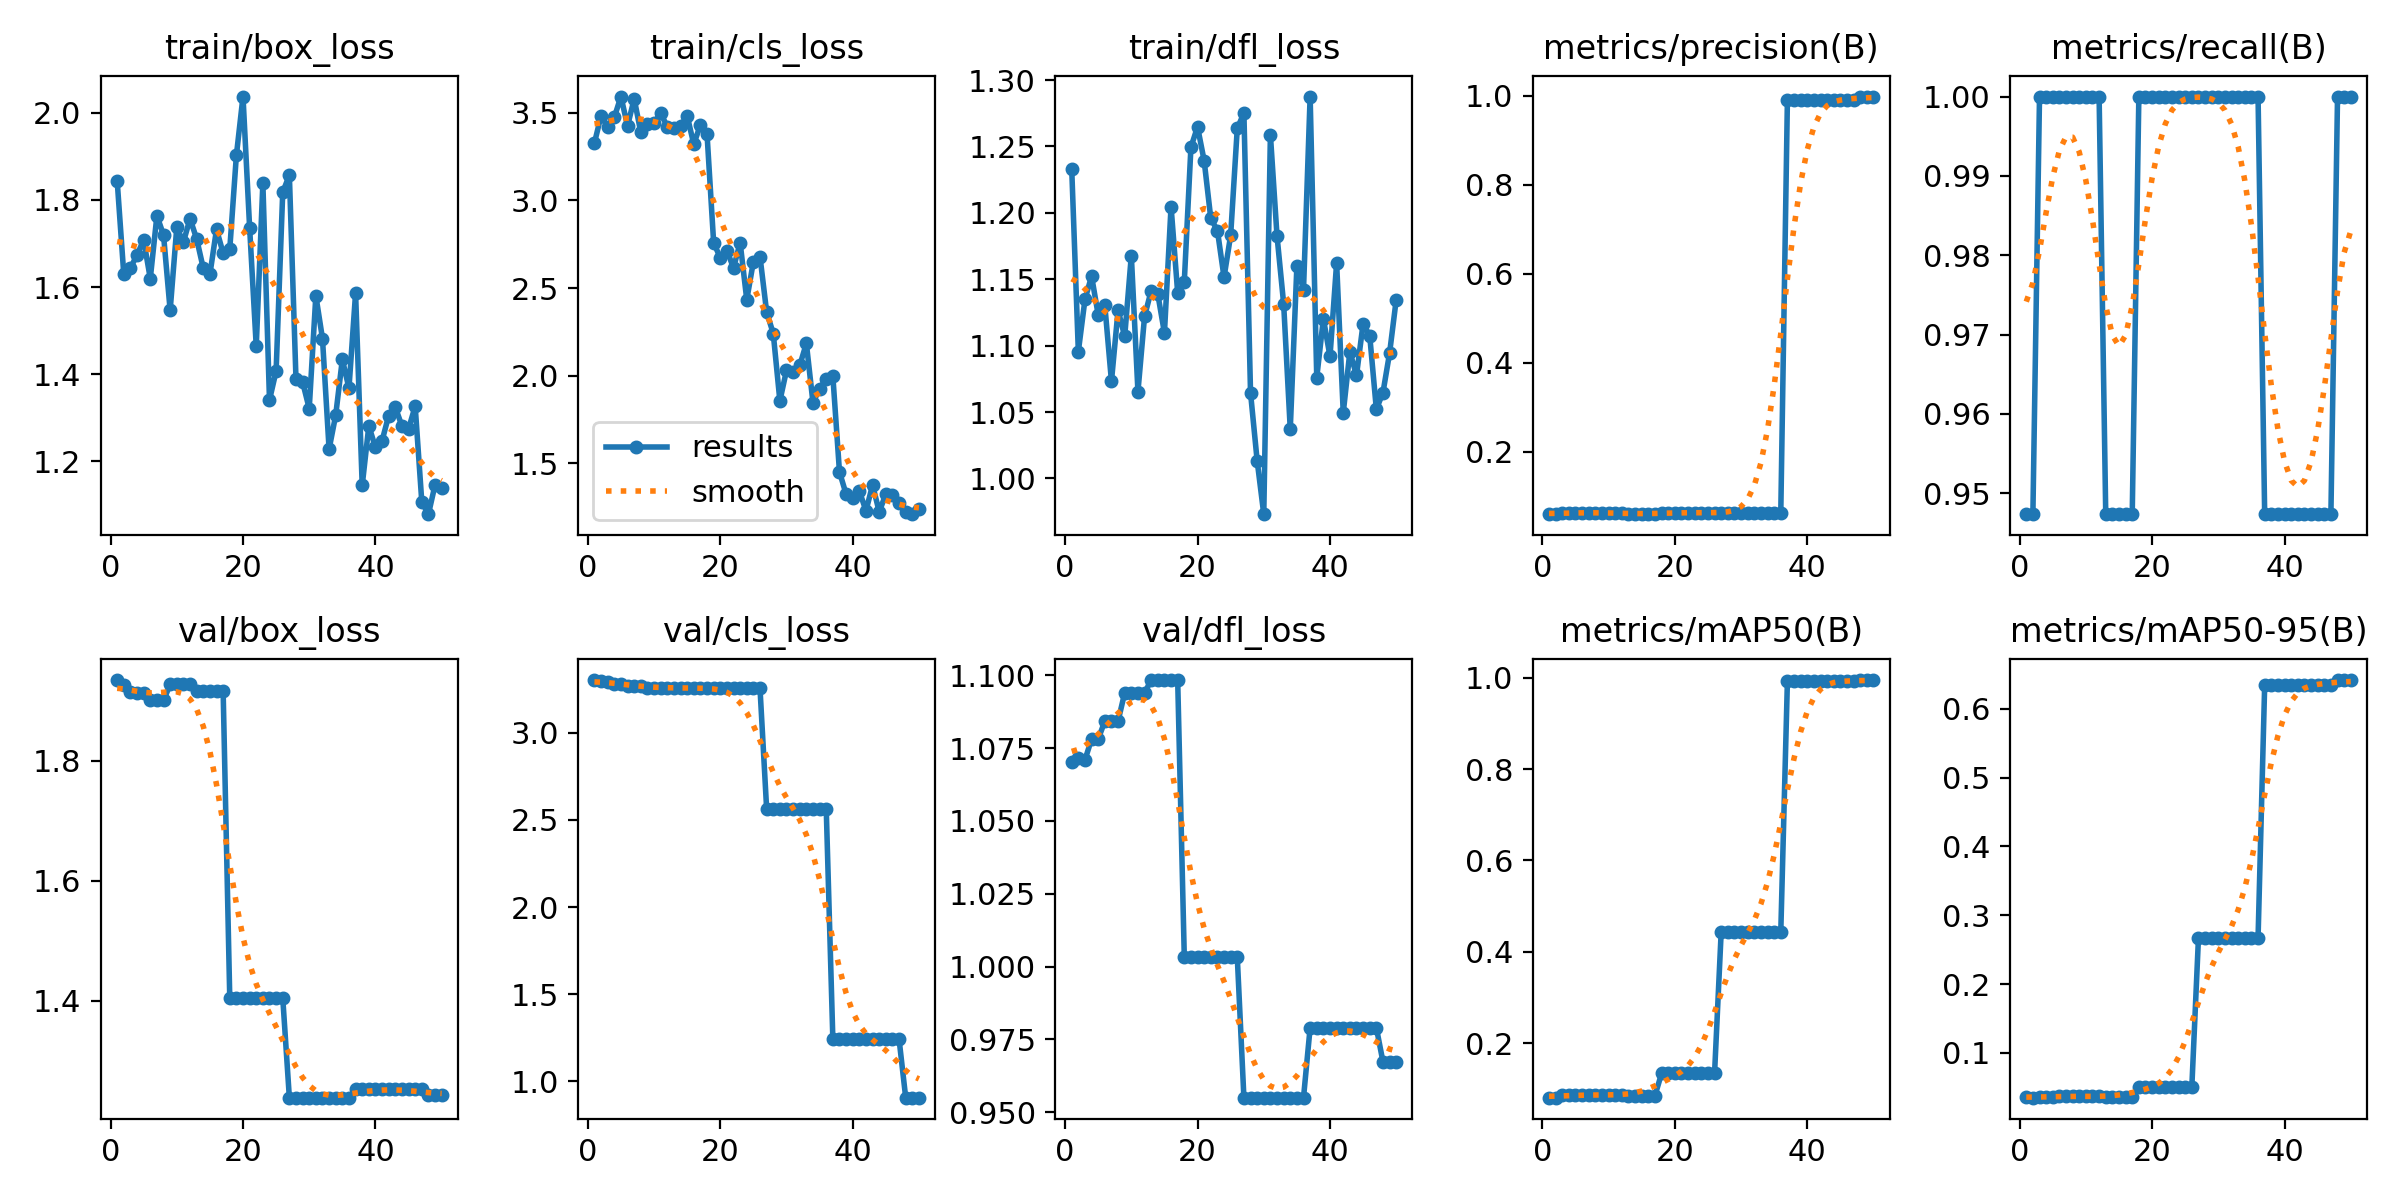 train/box_loss
train/cls_loss
train/dfl_loss
metrics/precision(B)
metrics/recall(B)
2.0
1.8
1.6
1.4
1.2
0 20 40
3.5
3.0
2.5
2.0
1.5
results
smooth
0 20 40
1.30
1.25
1.20
1.15
1.10
1.05
1.00
0 20 40
1.0
0.8
0.6
0.4
0.2
0 20 40
1.00
0.99
0.98
0.97
0.96
0.95
0 20 40
val/box_loss
val/cls_loss
val/dfl_loss
metrics/mAP50(B)
metrics/mAP50-95(B)
1.8
1.6
1.4
0 20 40
3.0
2.5
2.0
1.5
1.0
0 20 40
1.100
1.075
1.050
1.025
1.000
0.975
0.950
0 20 40
1.0
0.8
0.6
0.4
0.2
0 20 40
0.6
0.5
0.4
0.3
0.2
0.1
0 20 40